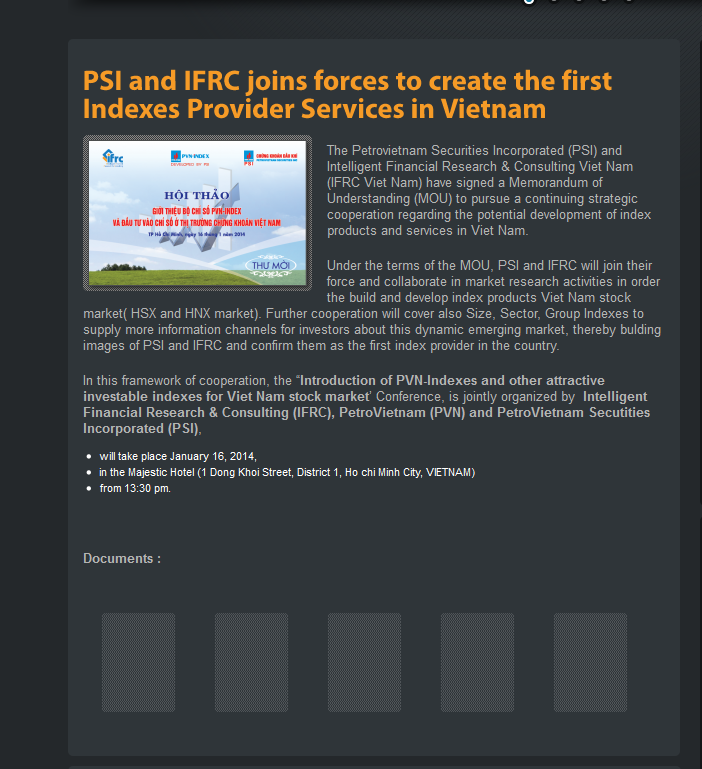 PSI and IFRC joins forces to create the first
Indexes Provider Services in Vietnam
ifrc
PVN-INDEX
DEVELOPED BY PSI
PSI
CHỨNG KHOÁN DẦU KHÍ
HỘI THẢO
GIỚI THIỆU BỘ CHỈ SỐ PVN-INDEX
VÀ ĐẦU TƯ VÀO CHỈ SỐ Ở THỊ TRƯỜNG CHỨNG KHOÁN VIỆT NAM
TP Hồ Chí Minh, ngày 16 tháng 1 năm 2014
THƯ MỜI
The Petrovietnam Securities Incorporated (PSI) and
Intelligent Financial Research & Consulting Viet Nam
(IFRC Viet Nam) have signed a Memorandum of
Understanding (MOU) to pursue a continuing strategic
cooperation regarding the potential development of index
products and services in Viet Nam.
Under the terms of the MOU, PSI and IFRC will join their
force and collaborate in market research activities in order
the build and develop index products Viet Nam stock
market( HSX and HNX market). Further cooperation will cover also Size, Sector, Group Indexes to
supply more information channels for investors about this dynamic emerging market, thereby bulding
images of PSI and IFRC and confirm them as the first index provider in the country.
In this framework of cooperation, the “Introduction of PVN-Indexes and other attractive
investable indexes for Viet Nam stock market’ Conference, is jointly organized by Intelligent
Financial Research & Consulting (IFRC), PetroVietnam (PVN) and PetroVietnam Secutities
Incorporated (PSI),
• will take place January 16, 2014,
• in the Majestic Hotel (1 Dong Khoi Street, District 1, Ho chi Minh City, VIETNAM)
• from 13:30 pm.
Documents :